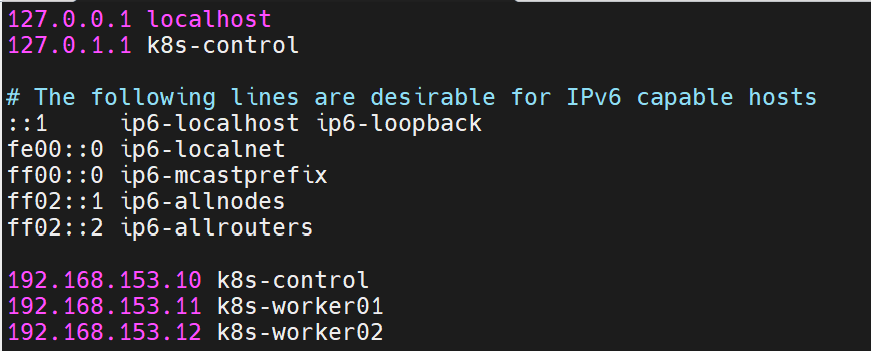 127.0.0.1 localhost
127.0.1.1 k8s-control
# The following lines are desirable for IPv6 capable hosts
::1     ip6-localhost ip6-loopback
fe00::0 ip6-localnet
ff00::0 ip6-mcastprefix
ff02::1 ip6-allnodes
ff02::2 ip6-allrouters
192.168.153.10 k8s-control
192.168.153.11 k8s-worker01
192.168.153.12 k8s-worker02